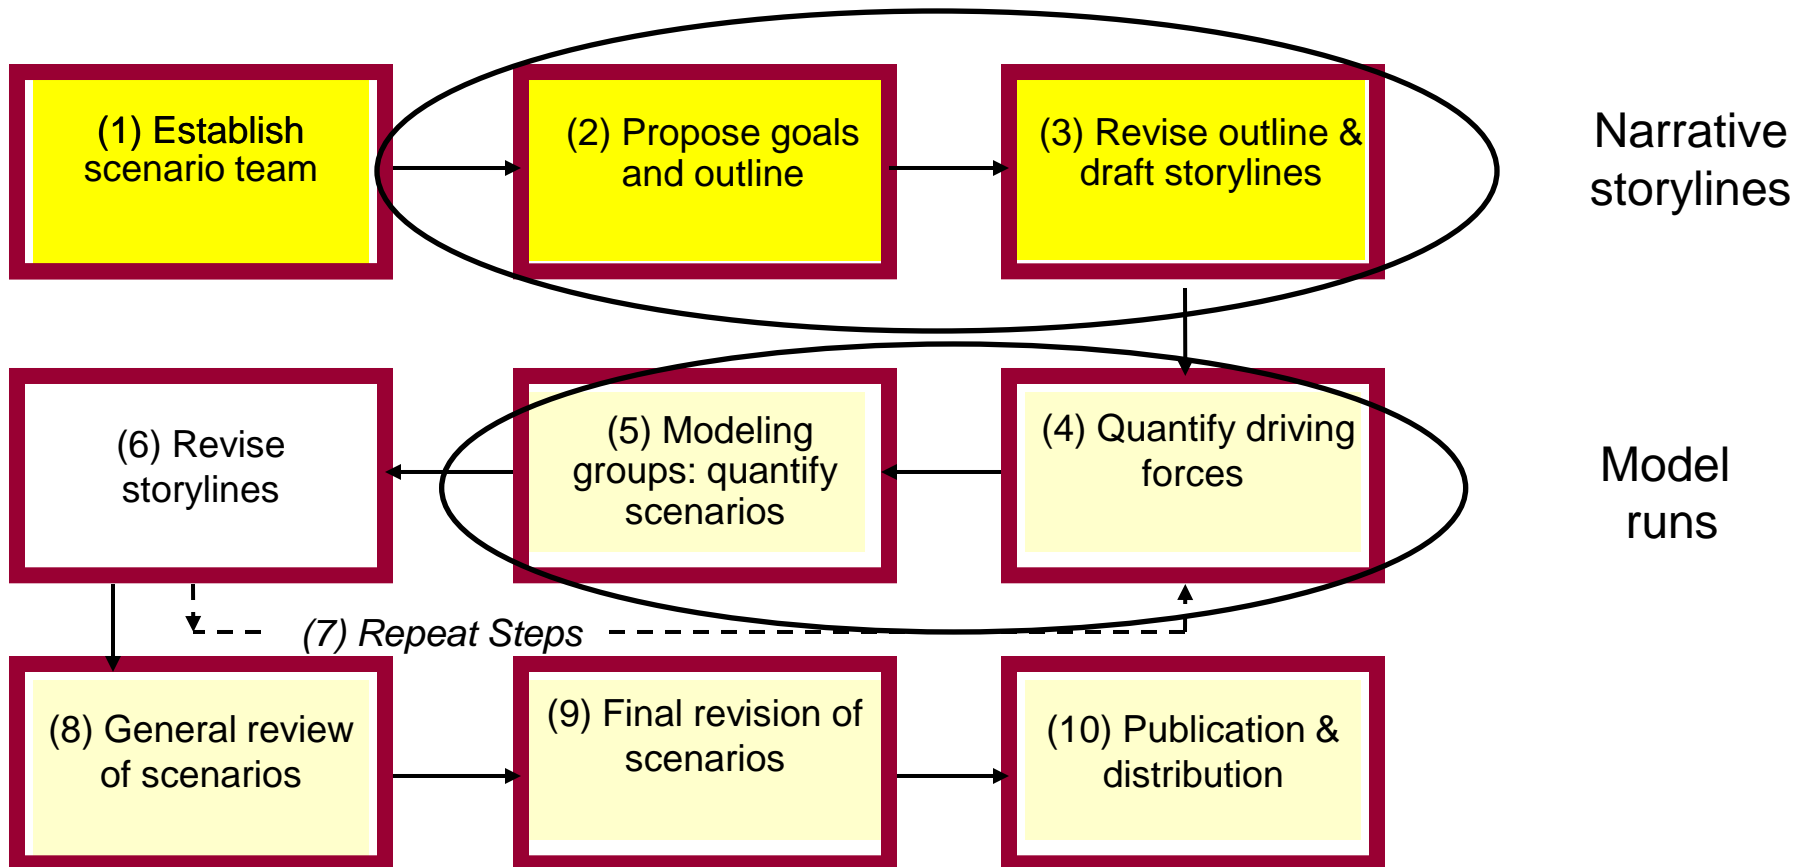 (1) Establish
scenario team
(2) Propose goals
and outline
(3) Revise outline &
draft storylines
Narrative
storylines
(6) Revise
storylines
(5) Modeling
groups: quantify
scenarios
(4) Quantify driving
forces
Model
runs
(7) Repeat Steps
(8) General review
of scenarios
(9) Final revision of
scenarios
(10) Publication &
distribution